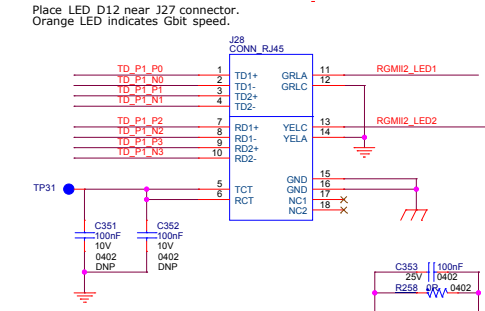 Place LED D12 near J27 connector.
Orange LED indicates Gbit speed.
J28
CONN_RJ45
TD_P1_P0 1 TD1+ GRLA 11 RGMII2_LED1
TD_P1_N0 2 TD1- GRLC 12
TD_P1_P1 3 TD2+
TD_P1_N1 4 TD2-
TD_P1_P2 7 RD1+ YELC 13 RGMII2_LED2
TD_P1_N2 8 RD1- YELA 14
TD_P1_P3 9 RD2+
TD_P1_N3 10 RD2-
GND 15
TP31 5 TCT GND 16
6 RCT NC1 17
NC2 18
C351 C352
100nF 100nF
10V 10V
0402 0402
DNP DNP
C353 100nF
25V 0402
R258 0R 0402